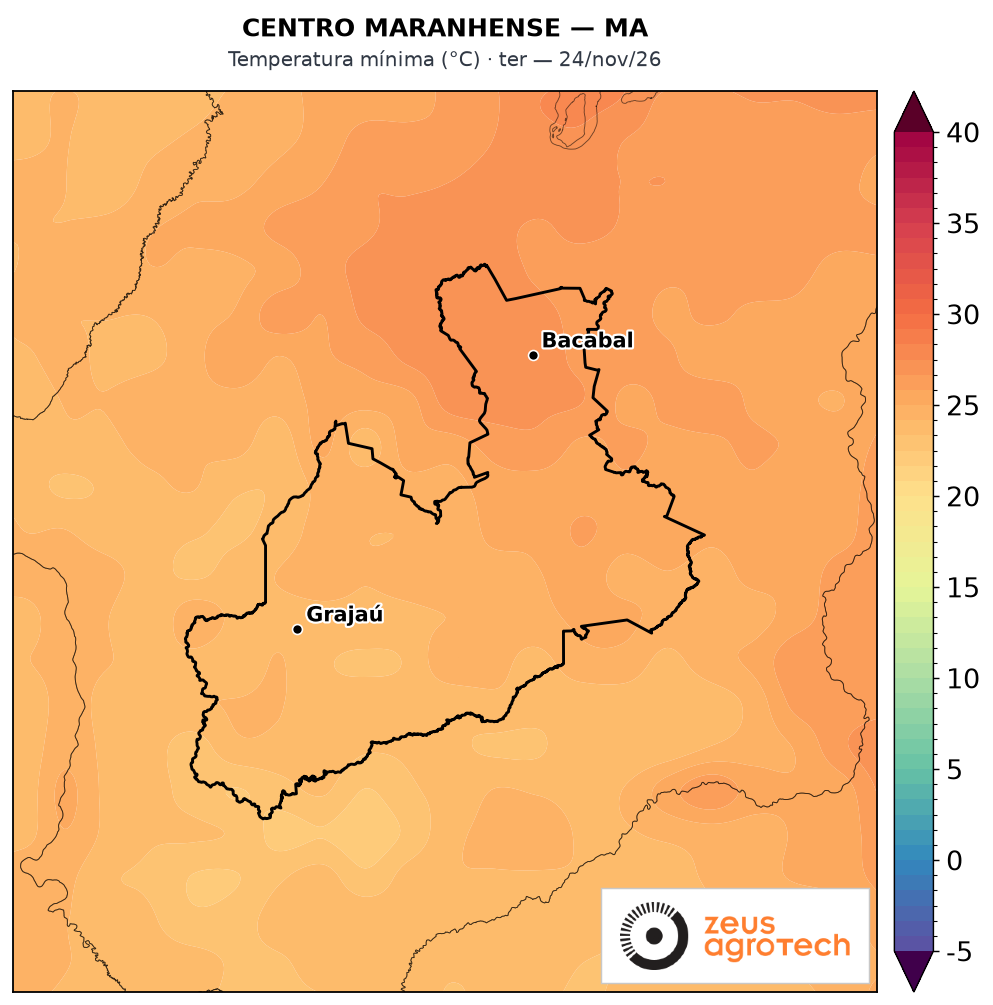 CENTRO MARANHENSE — MA
Temperatura mínima (°C) · ter — 24/nov/26
40
35
30
25
20
15
10
5
0
-5
Bacabal
Grajaú
zeus
agrotech